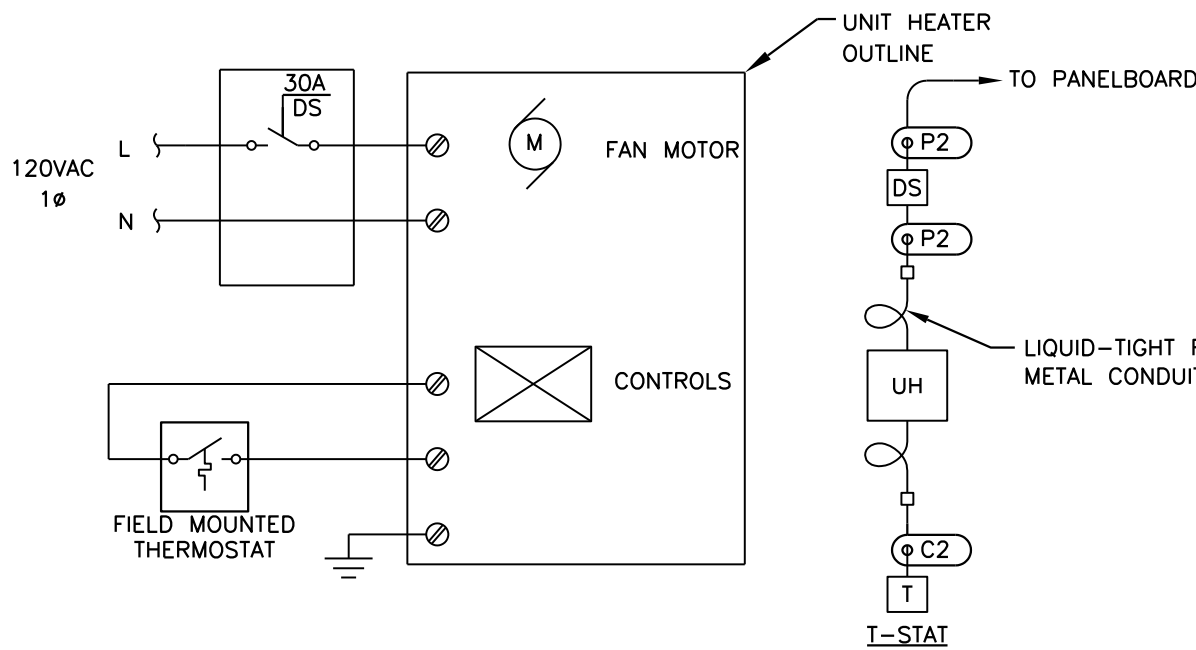 UNIT HEATER
OUTLINE
30A
DS
L
120VAC
1ø
N
M
FAN MOTOR
CONTROLS
FIELD MOUNTED
THERMOSTAT
TO PANELBOARD
P2
DS
P2
LIQUID-TIGHT
METAL CONDUIT
UH
C2
T
T-STAT